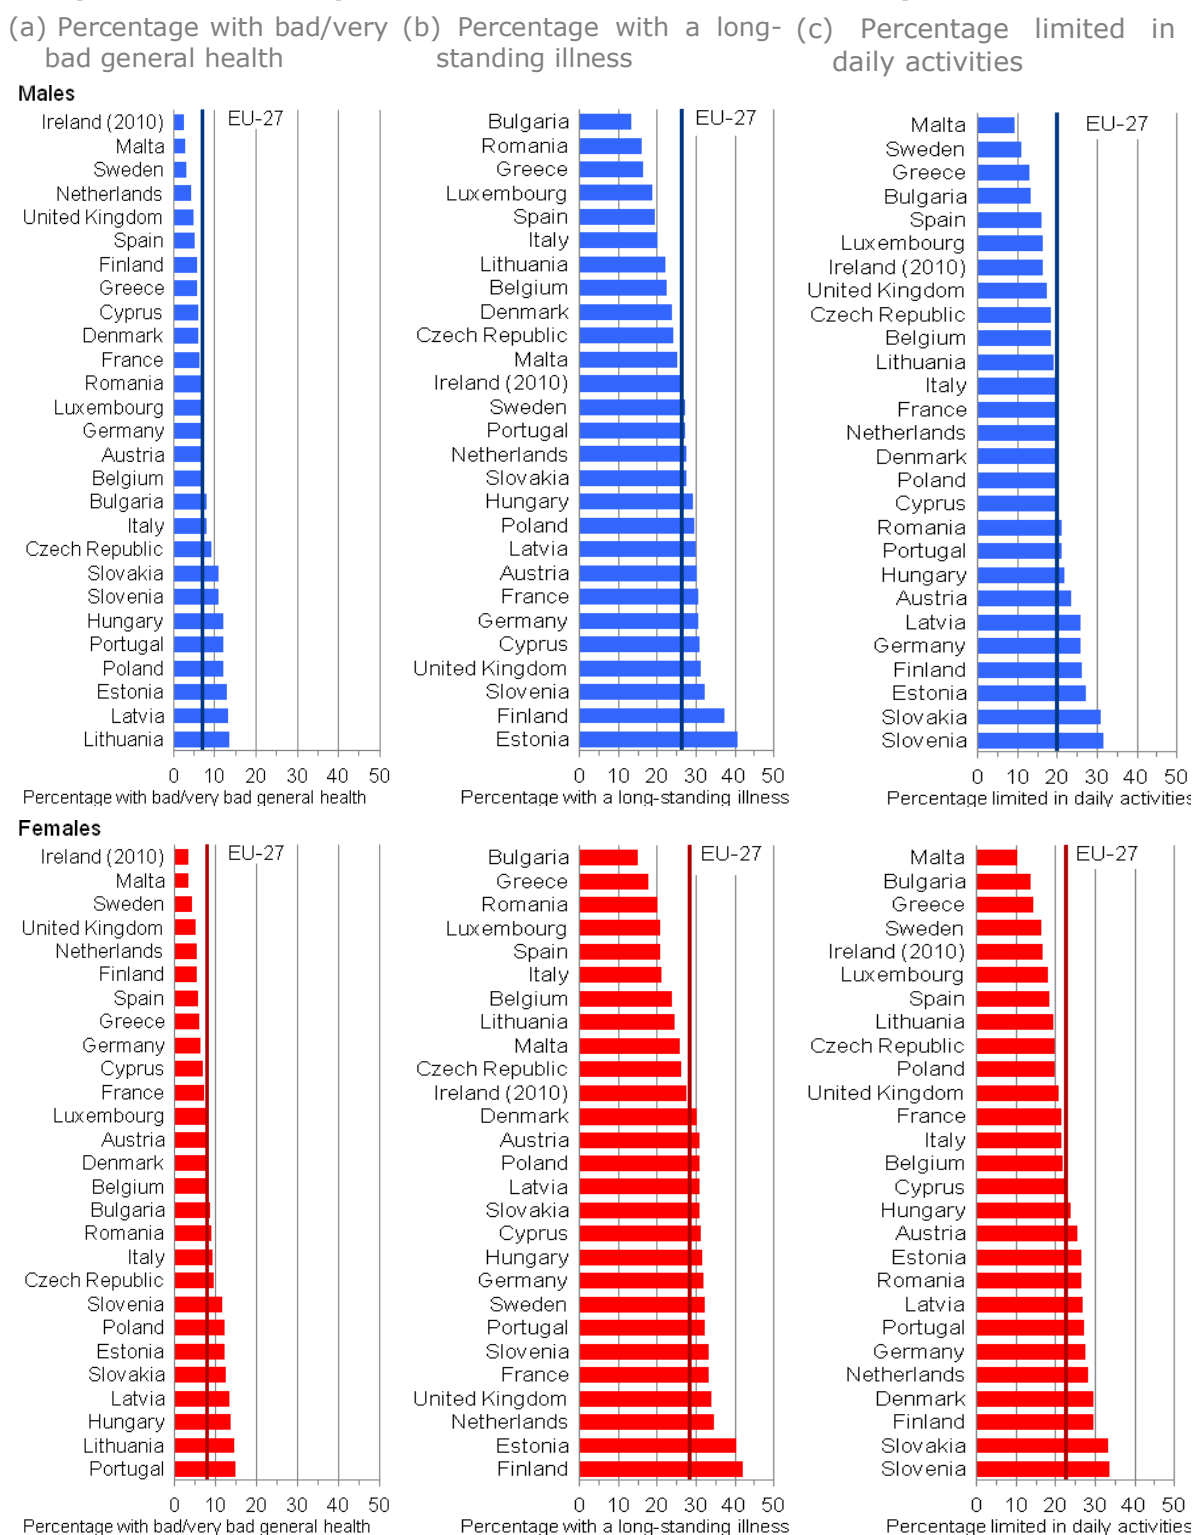 (a) Percentage with bad/very
bad general health
(b) Percentage with a long-
standing illness
(c) Percentage limited in
daily activities
Males
EU-27
Ireland (2010)
Malta
Sweden
Netherlands
United Kingdom
Spain
Finland
Greece
Cyprus
Denmark
France
Romania
Luxembourg
Germany
Austria
Belgium
Bulgaria
Italy
Czech Republic
Slovakia
Slovenia
Hungary
Portugal
Poland
Estonia
Latvia
Lithuania
0 10 20 30 40 50
Percentage with bad/very bad general health
EU-27
Bulgaria
Romania
Greece
Luxembourg
Spain
Italy
Lithuania
Belgium
Denmark
Czech Republic
Malta
Ireland (2010)
Sweden
Portugal
Netherlands
Slovakia
Hungary
Poland
Latvia
Austria
France
Germany
Cyprus
United Kingdom
Slovenia
Finland
Estonia
0 10 20 30 40 50
Percentage with a long-standing illness
EU-27
Malta
Sweden
Greece
Bulgaria
Spain
Luxembourg
Ireland (2010)
United Kingdom
Czech Republic
Belgium
Lithuania
Italy
France
Netherlands
Denmark
Poland
Cyprus
Romania
Portugal
Hungary
Austria
Latvia
Germany
Finland
Estonia
Slovakia
Slovenia
0 10 20 30 40 50
Percentage limited in daily activities
Females
EU-27
Ireland (2010)
Malta
Sweden
United Kingdom
Netherlands
Finland
Spain
Greece
Germany
Cyprus
France
Luxembourg
Austria
Denmark
Belgium
Bulgaria
Romania
Italy
Czech Republic
Slovenia
Poland
Estonia
Slovakia
Latvia
Hungary
Lithuania
Portugal
0 10 20 30 40 50
Percentage with bad/very bad general health
EU-27
Bulgaria
Greece
Romania
Luxembourg
Spain
Italy
Belgium
Lithuania
Malta
Czech Republic
Ireland (2010)
Denmark
Austria
Poland
Latvia
Slovakia
Cyprus
Hungary
Germany
Sweden
Portugal
Slovenia
France
United Kingdom
Netherlands
Estonia
Finland
0 10 20 30 40 50
Percentage with a long-standing illness
EU-27
Malta
Bulgaria
Greece
Sweden
Ireland (2010)
Luxembourg
Spain
Lithuania
Czech Republic
Poland
United Kingdom
France
Italy
Belgium
Cyprus
Hungary
Austria
Estonia
Romania
Latvia
Portugal
Germany
Netherlands
Denmark
Finland
Slovakia
Slovenia
0 10 20 30 40 50
Percentage limited in daily activities